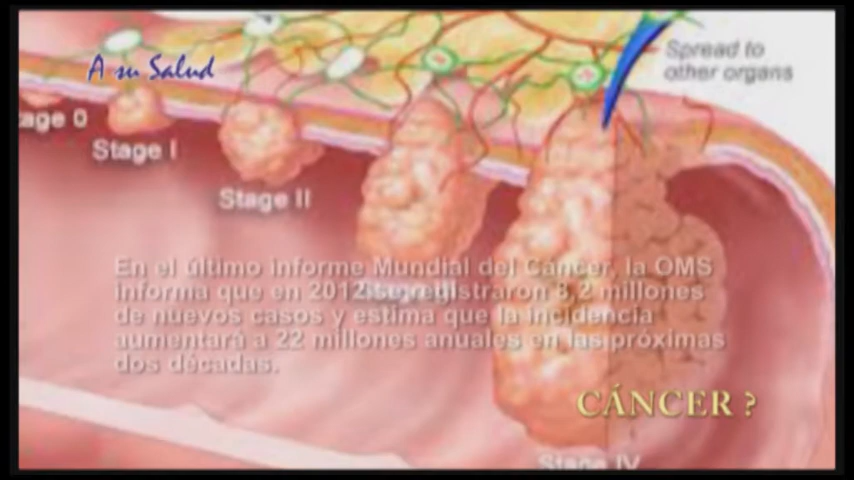 A su Salud
Spread to
other organs
tage 0
Stage I
Stage II
En el último Informe Mundial del Cáncer, la OMS
informa que en 2012 se registraron 8,2 millones
de nuevos casos y estima que la incidencia
aumentará a 22 millones anuales en las próximas
dos décadas.
CÁNCER ?
Stage IV